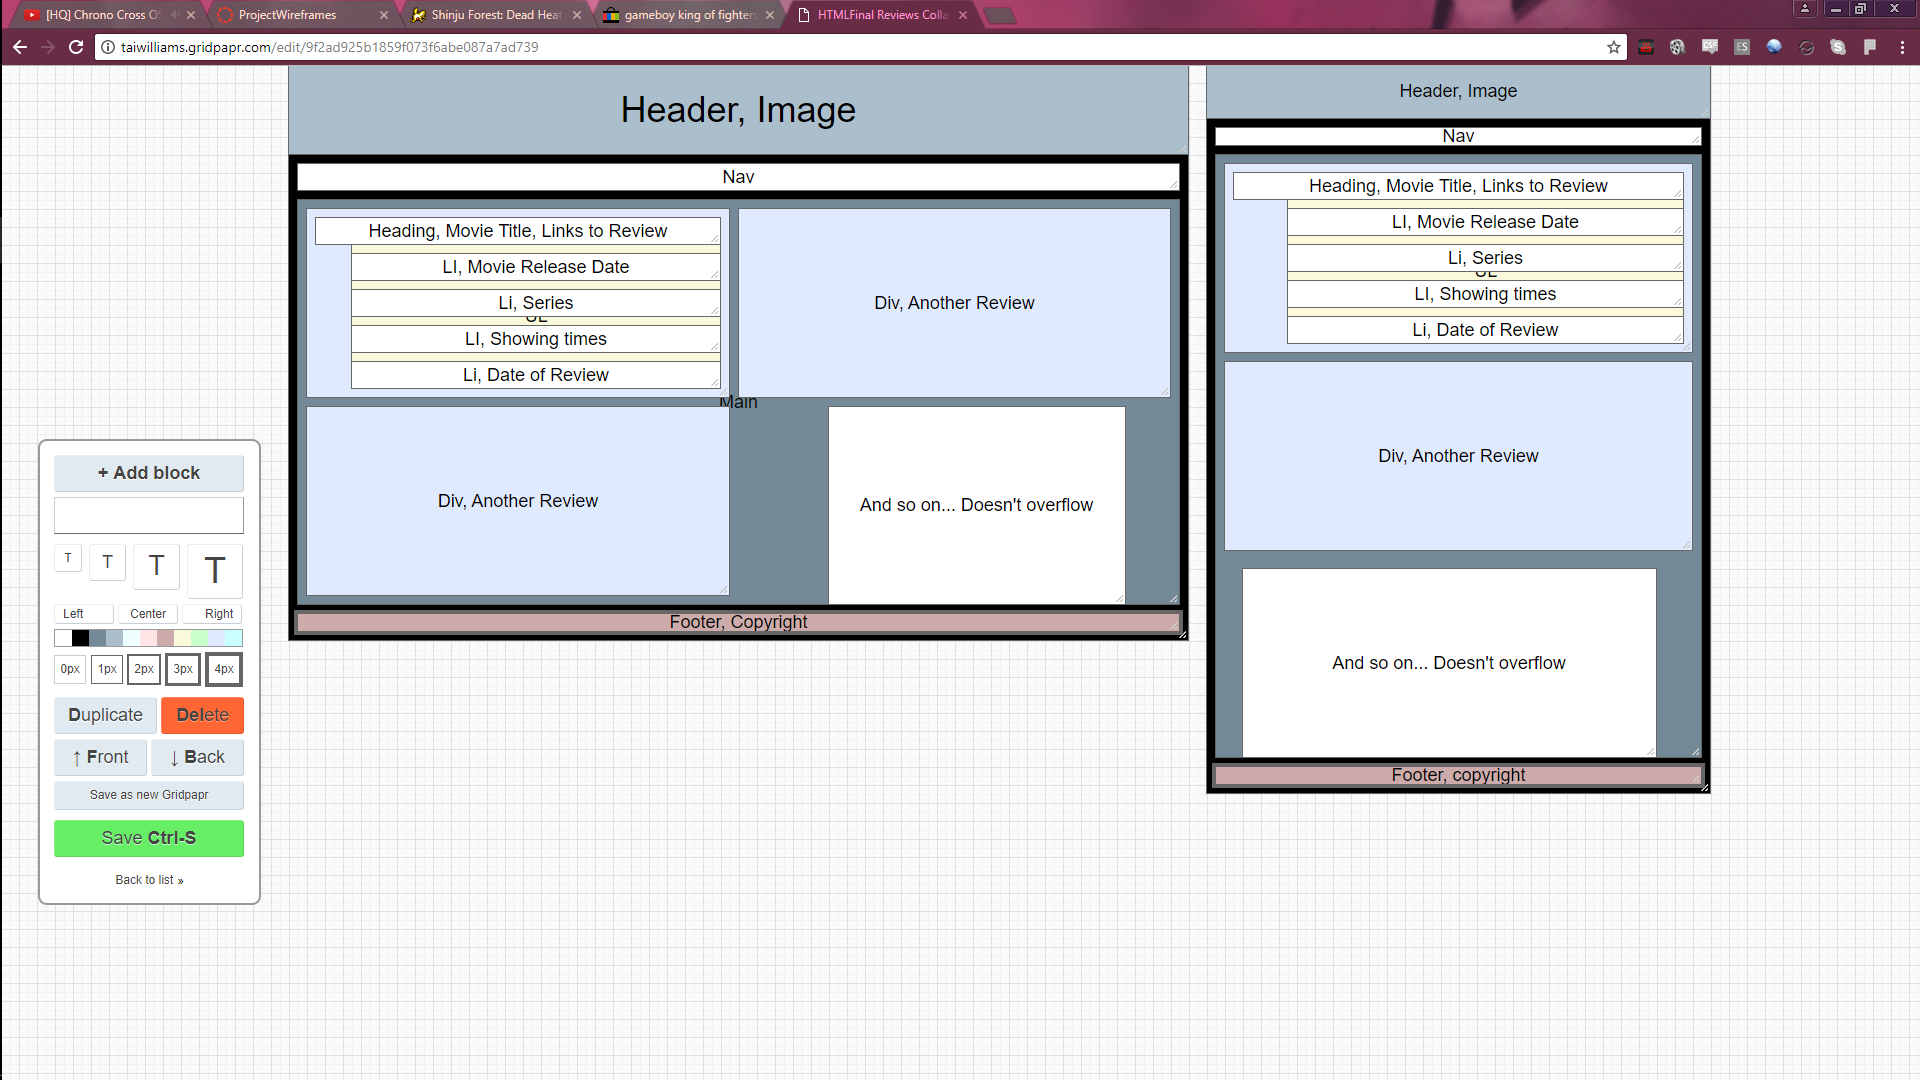 [HQ] Chrono Cross OS
ProjectWireframes
Shinju Forest: Dead Heat
gameboy king of fighters
HTMLFinal Reviews Colla
taiwilliams.gridpapr.com/edit/9f2ad925b1859f073f6abe087a7ad739
Header, Image
Nav
Heading, Movie Title, Links to Review
LI, Movie Release Date
Li, Series
UL
LI, Showing times
Li, Date of Review
Div, Another Review
Main
Div, Another Review
And so on... Doesn't overflow
Footer, Copyright
Header, Image
Nav
Heading, Movie Title, Links to Review
LI, Movie Release Date
Li, Series
UL
LI, Showing times
Li, Date of Review
Div, Another Review
And so on... Doesn't overflow
Footer, copyright
+ Add block
T T T T
Left Center Right
0px 1px 2px 3px 4px
Duplicate Delete
↑ Front ↓ Back
Save as new Gridpapr
Save Ctrl-S
Back to list »